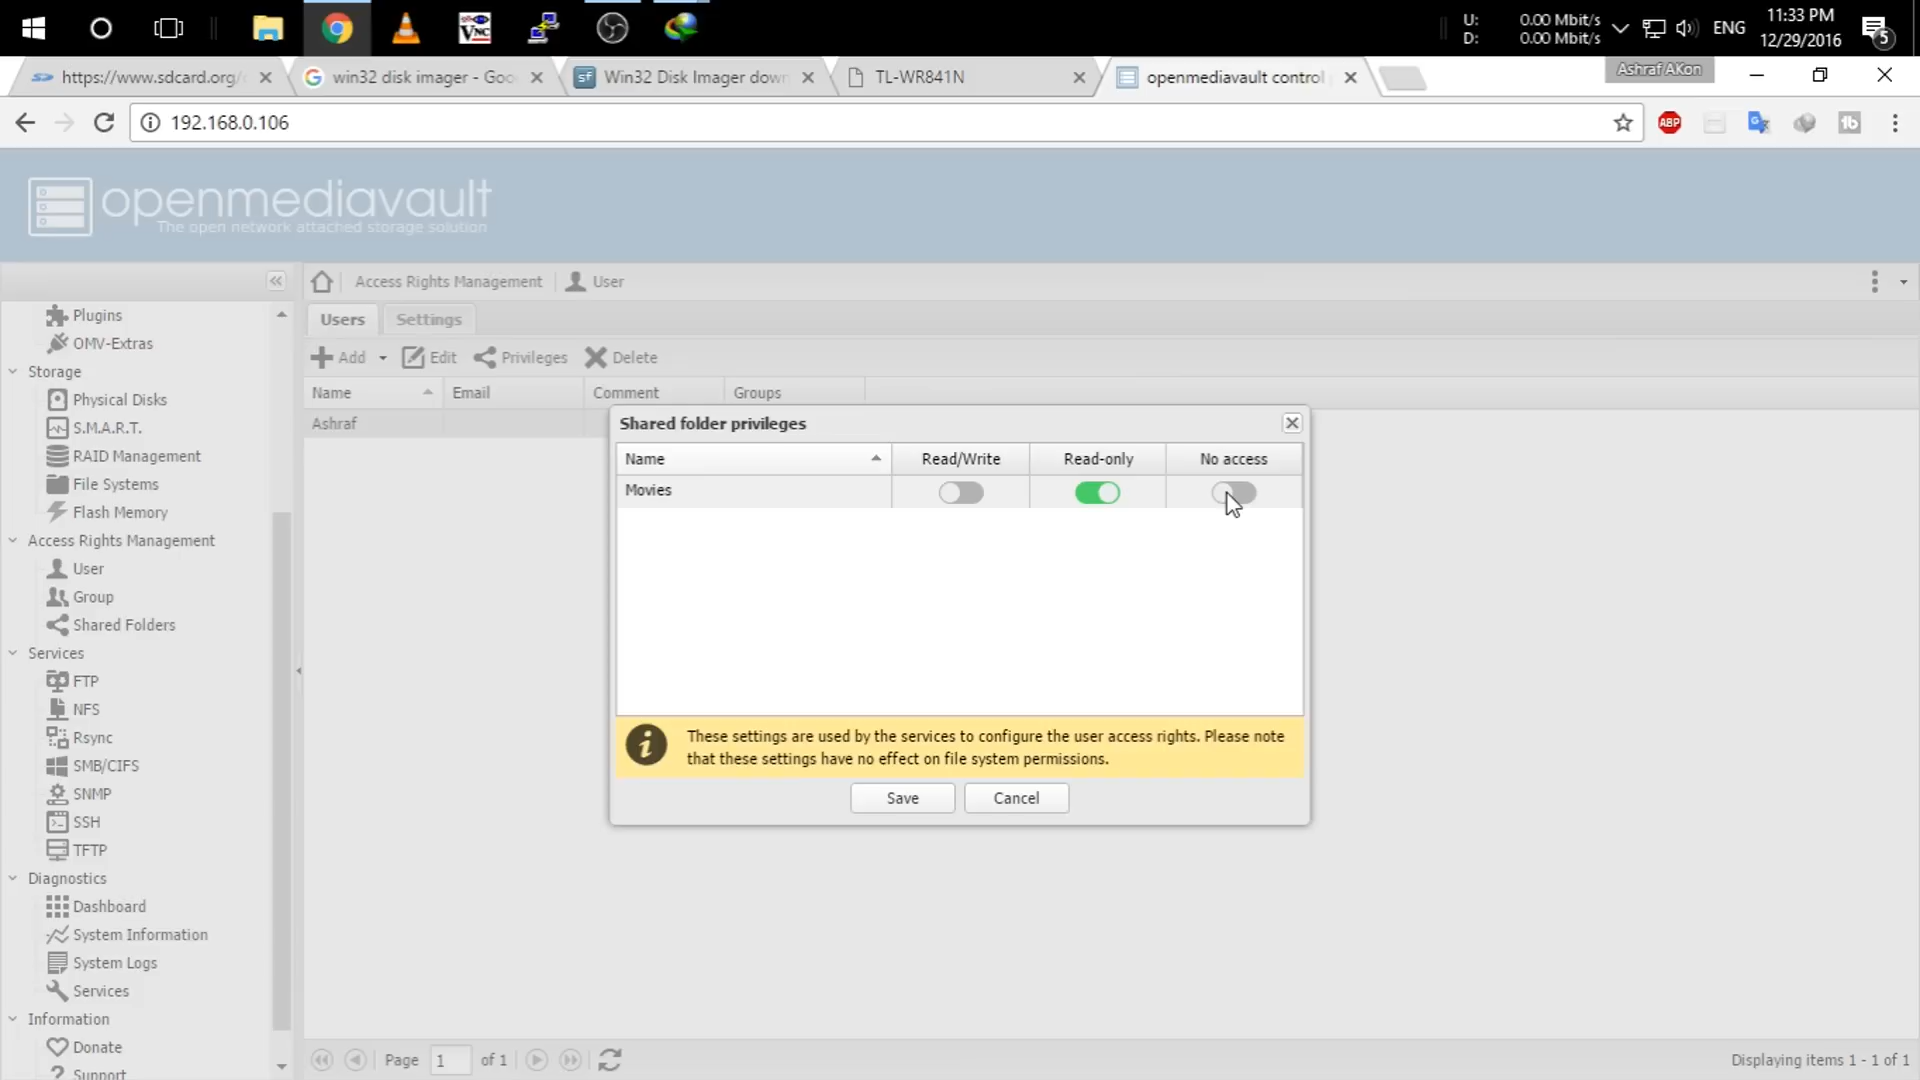 U: 0.00 Mbit/s
D: 0.00 Mbit/s
ENG
11:33 PM
12/29/2016
5
VNC
https://www.sdcard.org/
win32 disk imager - Goo
sf Win32 Disk Imager down
TL-WR841N
openmediavault control
Ashraf AKon
192.168.0.106
ABP
openmediavault
The open network attached storage solution
Access Rights Management
User
Users
Settings
Add
Edit
Privileges
Delete
Name
Email
Comment
Groups
Ashraf
Plugins
OMV-Extras
Storage
Physical Disks
S.M.A.R.T.
RAID Management
File Systems
Flash Memory
Access Rights Management
User
Group
Shared Folders
Services
FTP
NFS
Rsync
SMB/CIFS
SNMP
SSH
TFTP
Diagnostics
Dashboard
System Information
System Logs
Services
Information
Donate
Support
Shared folder privileges
Name
Read/Write
Read-only
No access
Movies
These settings are used by the services to configure the user access rights. Please note
that these settings have no effect on file system permissions.
Save
Cancel
Page 1 of 1
Displaying items 1 - 1 of 1